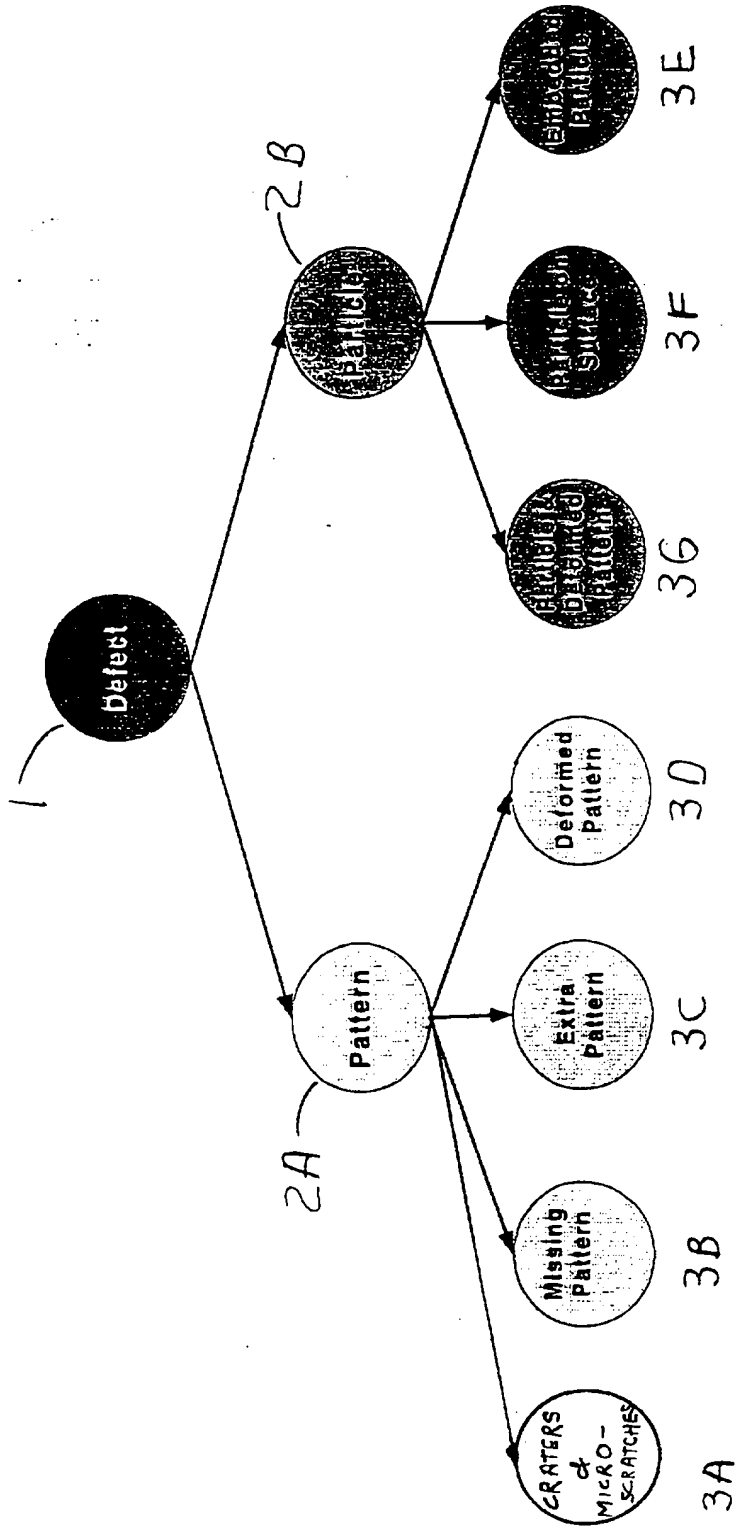 1
Defect
2A
Pattern
2B
Particle
CRATERS
&
MICRO-
SCRATCHES
3A
Missing
Pattern
3B
Extra
Pattern
3C
Deformed
Pattern
3D
Particle &
Deformed
Pattern
3G
Particle on
Surface
3F
Embedded
Particle
3E